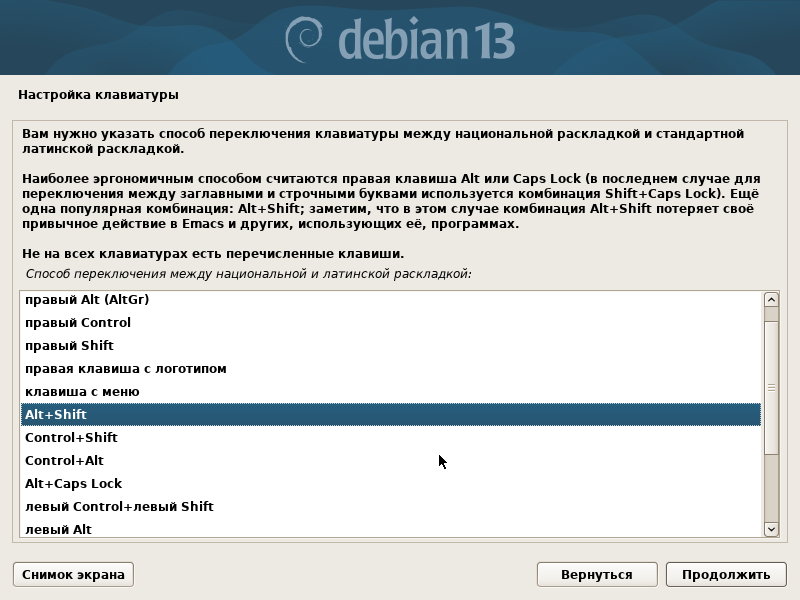 debian 13
Настройка клавиатуры
Вам нужно указать способ переключения клавиатуры между национальной раскладкой и стандартной
латинской раскладкой.
Наиболее эргономичным способом считаются правая клавиша Alt или Caps Lock (в последнем случае для
переключения между заглавными и строчными буквами используется комбинация Shift+Caps Lock). Ещё
одна популярная комбинация: Alt+Shift; заметим, что в этом случае комбинация Alt+Shift потеряет своё
привычное действие в Emacs и других, использующих её, программах.
Не на всех клавиатурах есть перечисленные клавиши.
Способ переключения между национальной и латинской раскладкой:
правый Alt (AltGr)
правый Control
правый Shift
правая клавиша с логотипом
клавиша с меню
Alt+Shift
Control+Shift
Control+Alt
Alt+Caps Lock
левый Control+левый Shift
левый Alt
Снимок экрана
Вернуться
Продолжить